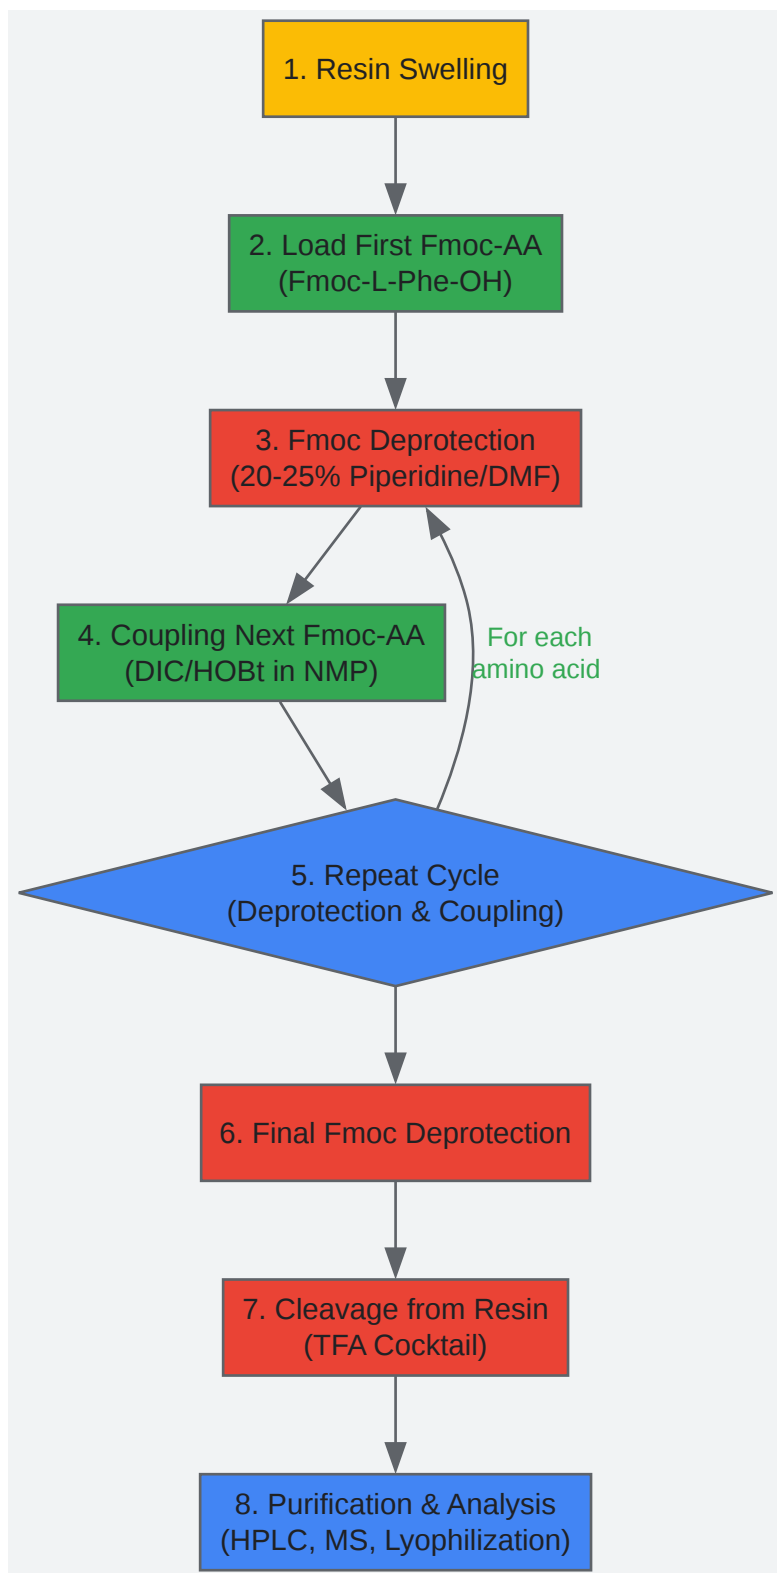 1. Resin Swelling
2. Load First Fmoc-AA
(Fmoc-L-Phe-OH)
3. Fmoc Deprotection
(20-25% Piperidine/DMF)
4. Coupling Next Fmoc-AA
(DIC/HOBt in NMP)
For each
amino acid
5. Repeat Cycle
(Deprotection & Coupling)
6. Final Fmoc Deprotection
7. Cleavage from Resin
(TFA Cocktail)
8. Purification & Analysis
(HPLC, MS, Lyophilization)